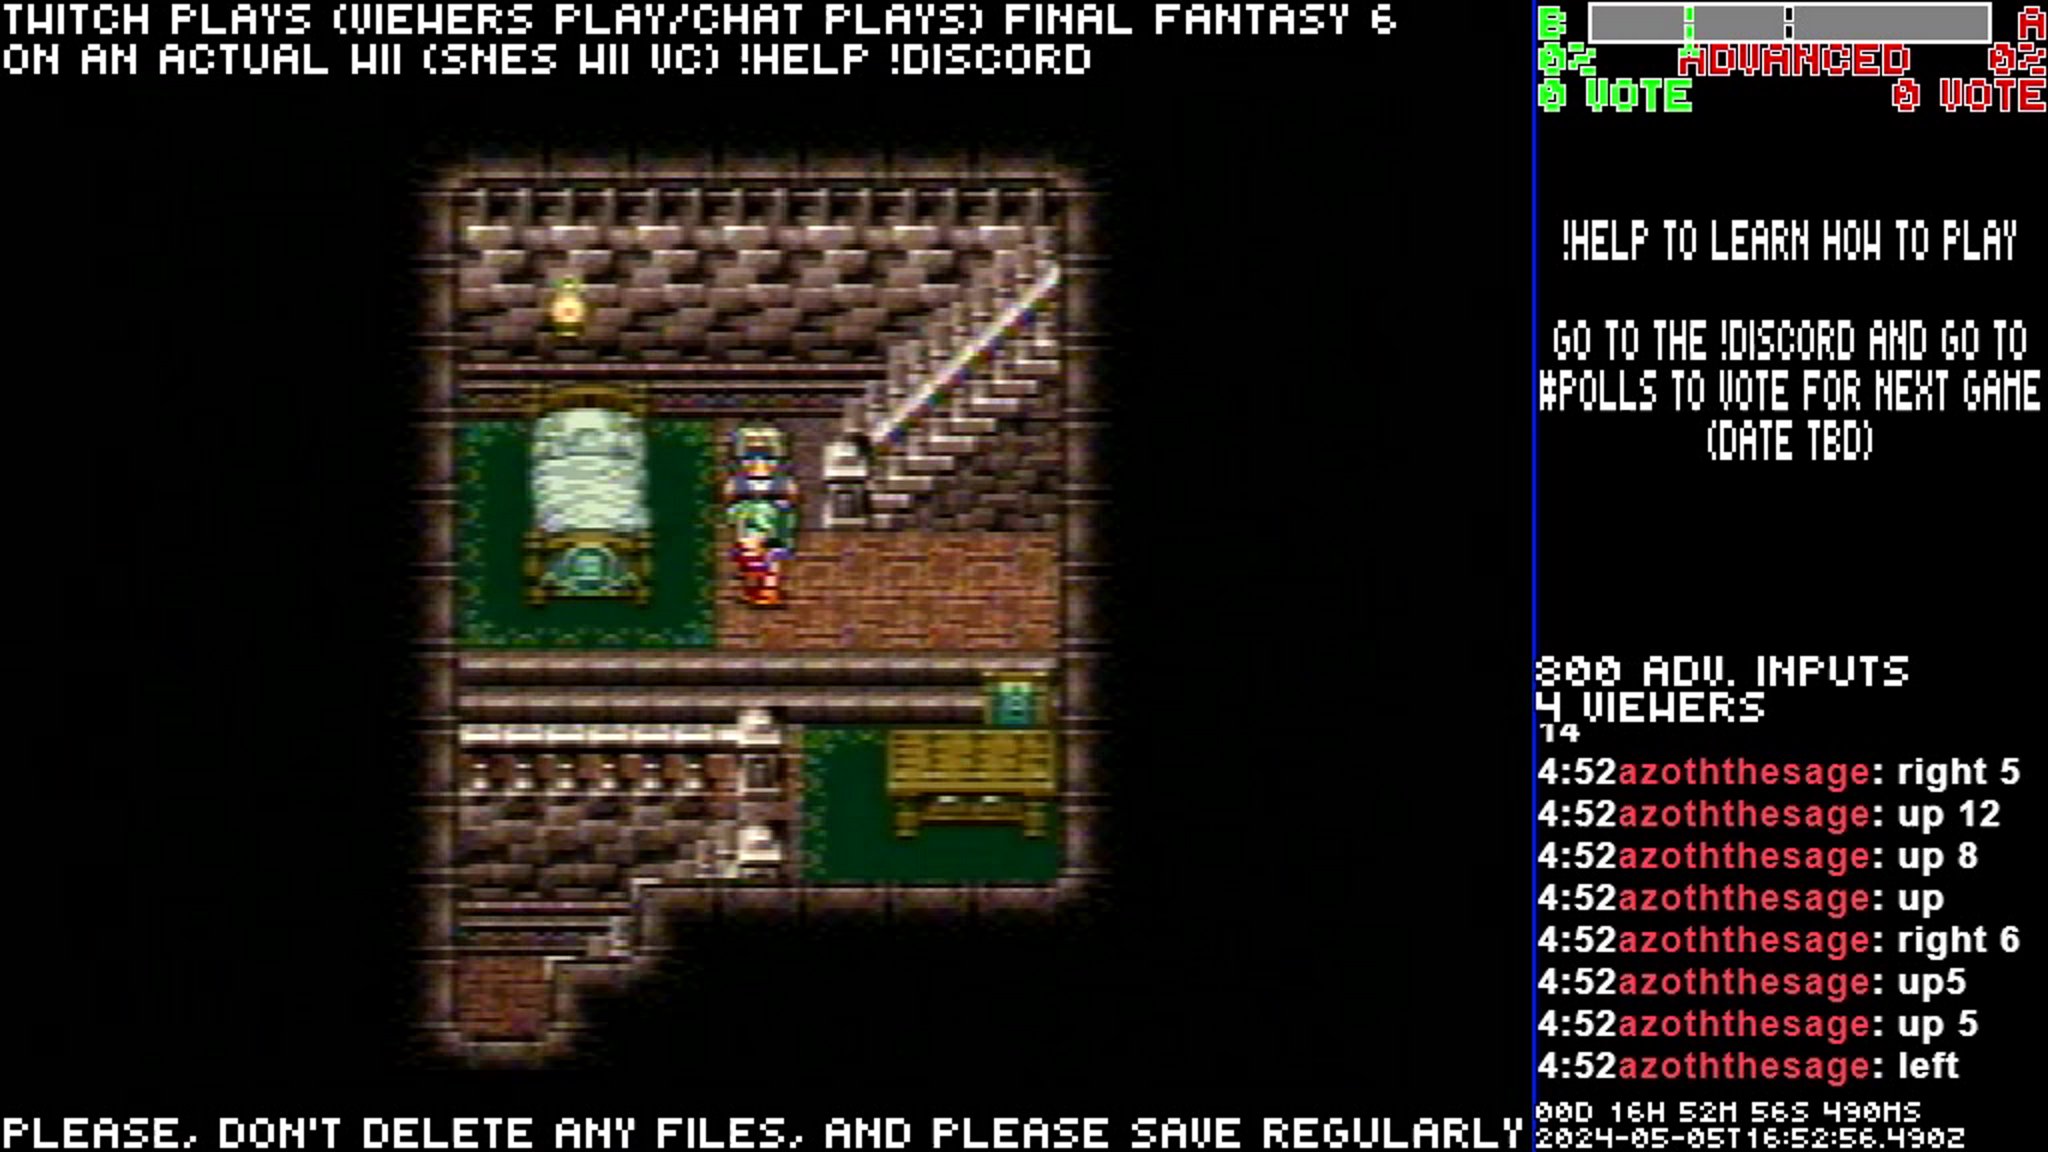 TWITCH PLAYS (VIEWERS PLAY/CHAT PLAYS) FINAL FANTASY 6
ON AN ACTUAL WII (SNES WII VC) !HELP !DISCORD
B A
0% ADVANCED 0%
0 VOTE 0 VOTE
!HELP TO LEARN HOW TO PLAY
GO TO THE !DISCORD AND GO TO
#POLLS TO VOTE FOR NEXT GAME
(DATE TBD)
800 ADV. INPUTS
4 VIEWERS
14
4:52azoththesage: right 5
4:52azoththesage: up 12
4:52azoththesage: up 8
4:52azoththesage: up
4:52azoththesage: right 6
4:52azoththesage: up5
4:52azoththesage: up 5
4:52azoththesage: left
00D 16H 52M 56S 490MS
2024-05-05T16:52:56.490Z
PLEASE, DON'T DELETE ANY FILES, AND PLEASE SAVE REGULARLY